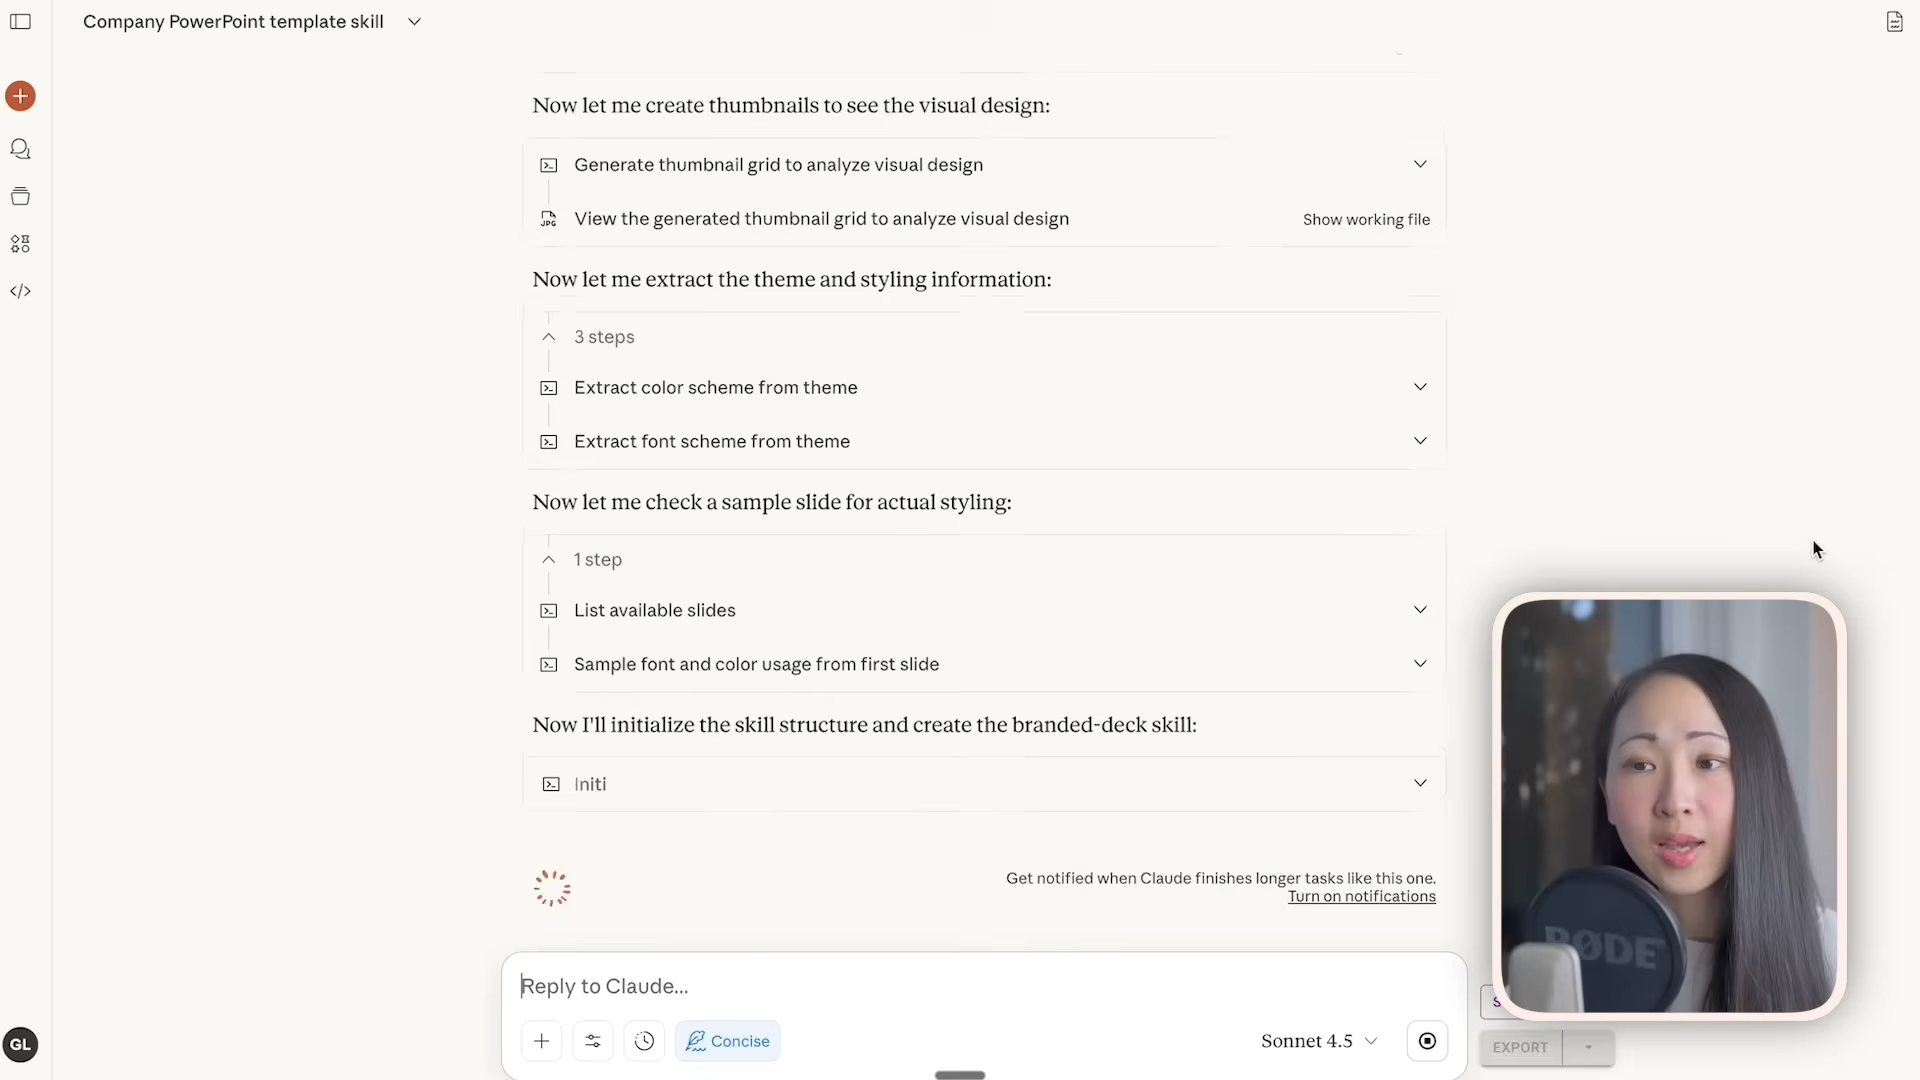 Company PowerPoint template skill
Now let me create thumbnails to see the visual design:
Generate thumbnail grid to analyze visual design
View the generated thumbnail grid to analyze visual design
Show working file
Now let me extract the theme and styling information:
3 steps
Extract color scheme from theme
Extract font scheme from theme
Now let me check a sample slide for actual styling:
1 step
List available slides
Sample font and color usage from first slide
Now I'll initialize the skill structure and create the branded-deck skill:
Initi
Get notified when Claude finishes longer tasks like this one.
Turn on notifications
Reply to Claude...
Concise
Sonnet 4.5
GL
RØDE
EXPORT